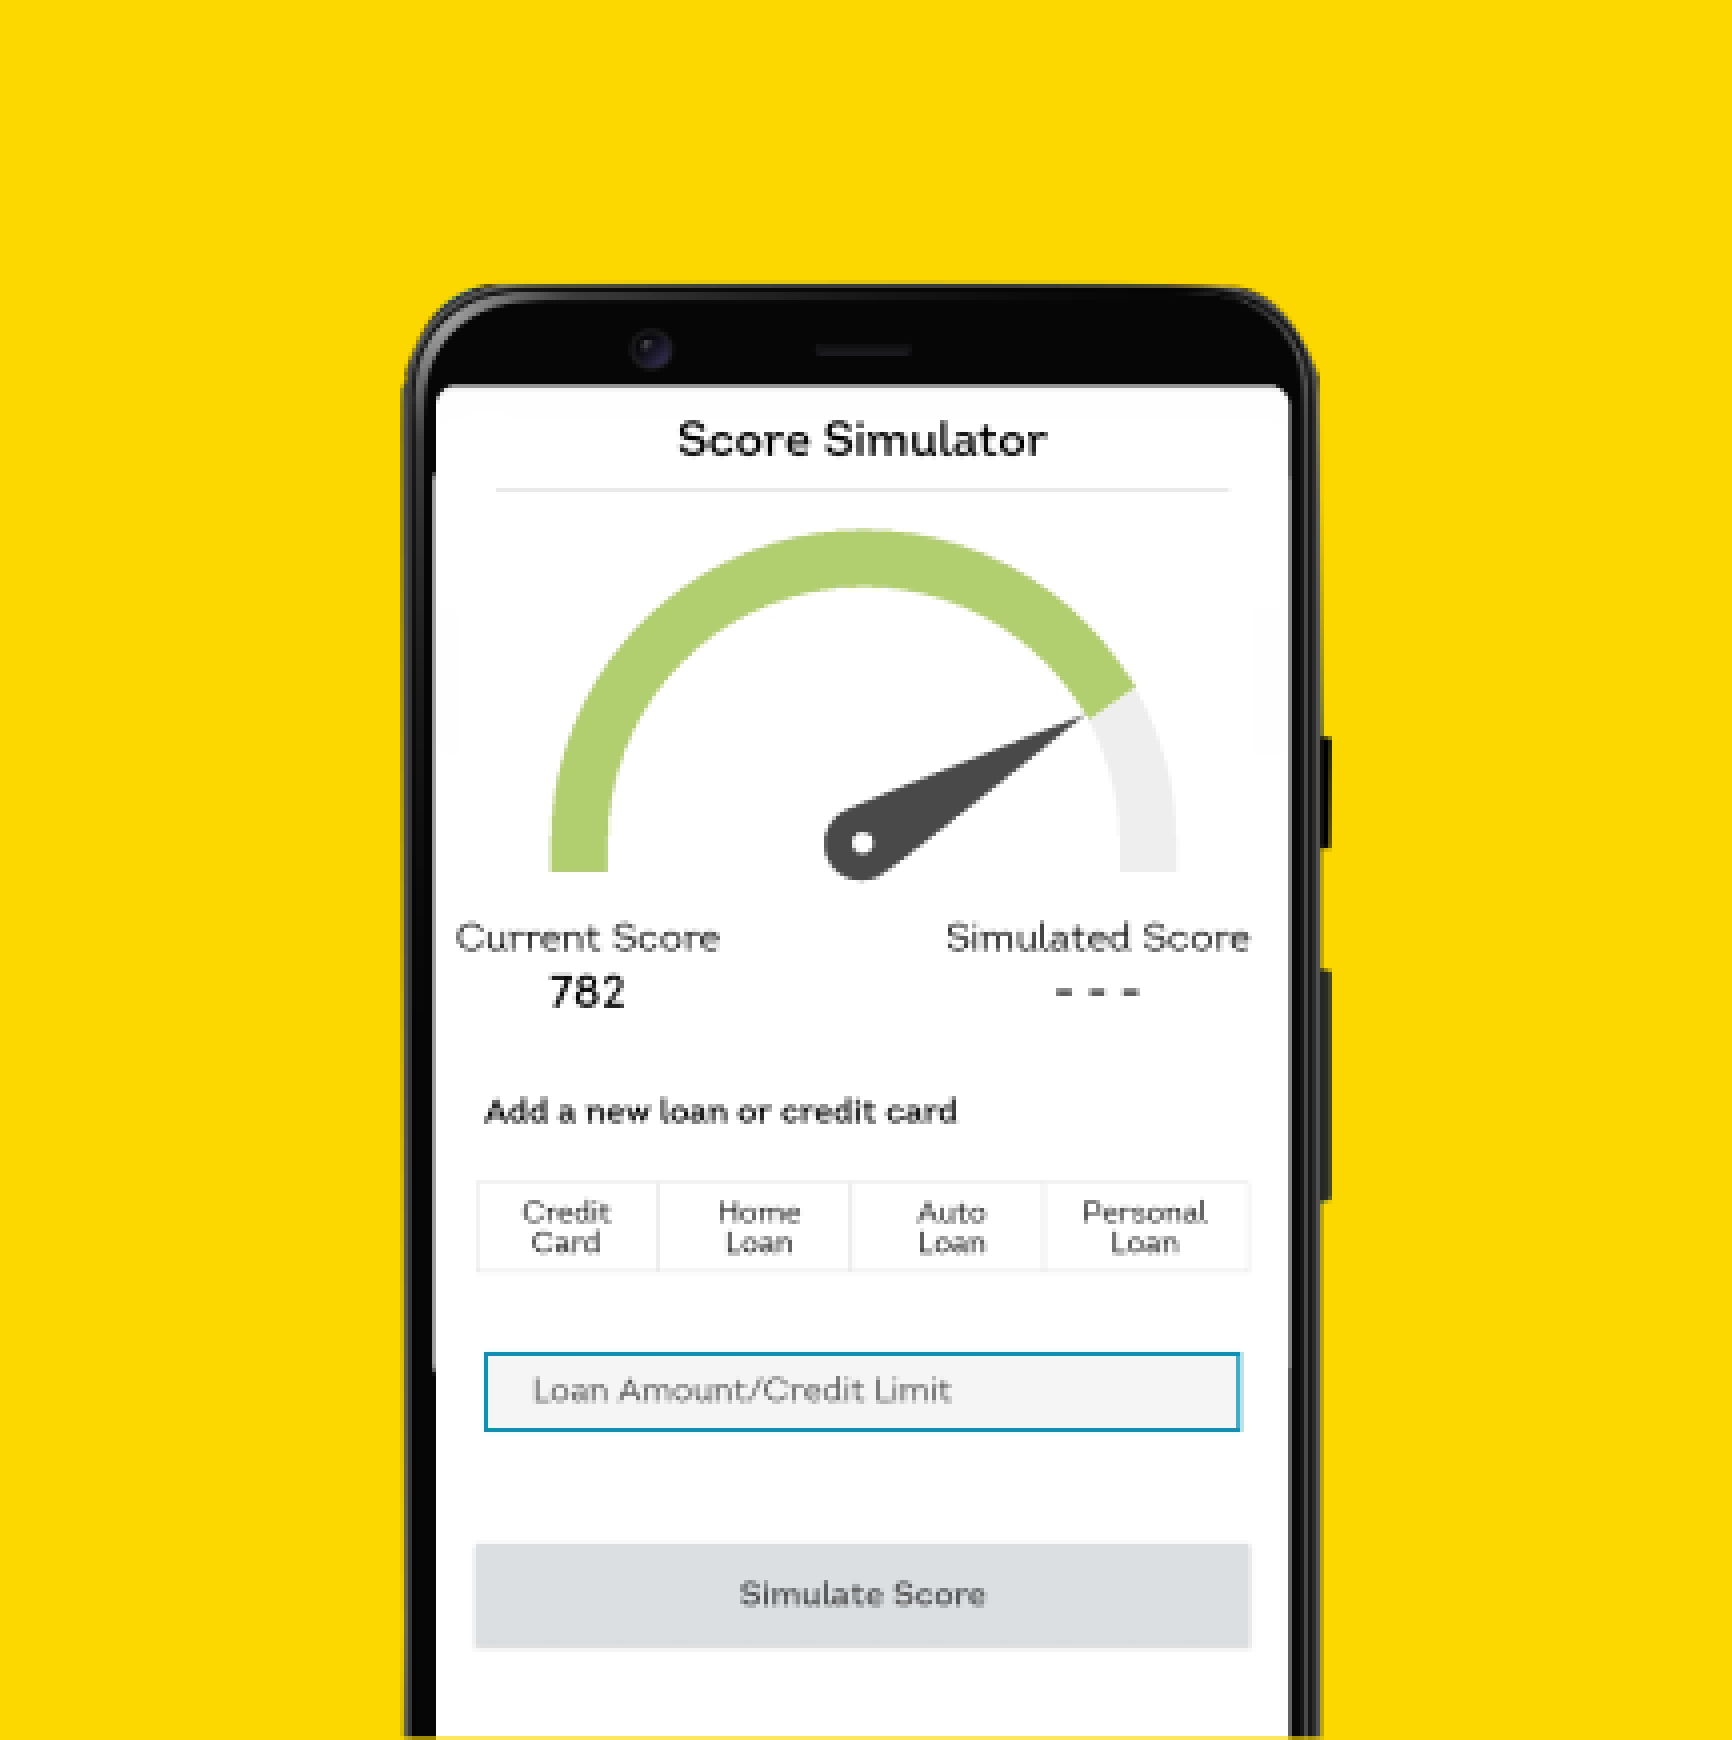 Score Simulator
Current Score
Simulated Score
782
---
Add a new loan or credit card
Credit
Card
Home
Loan
Auto
Loan
Personal
Loan
Loan Amount/Credit Limit
Simulate Score